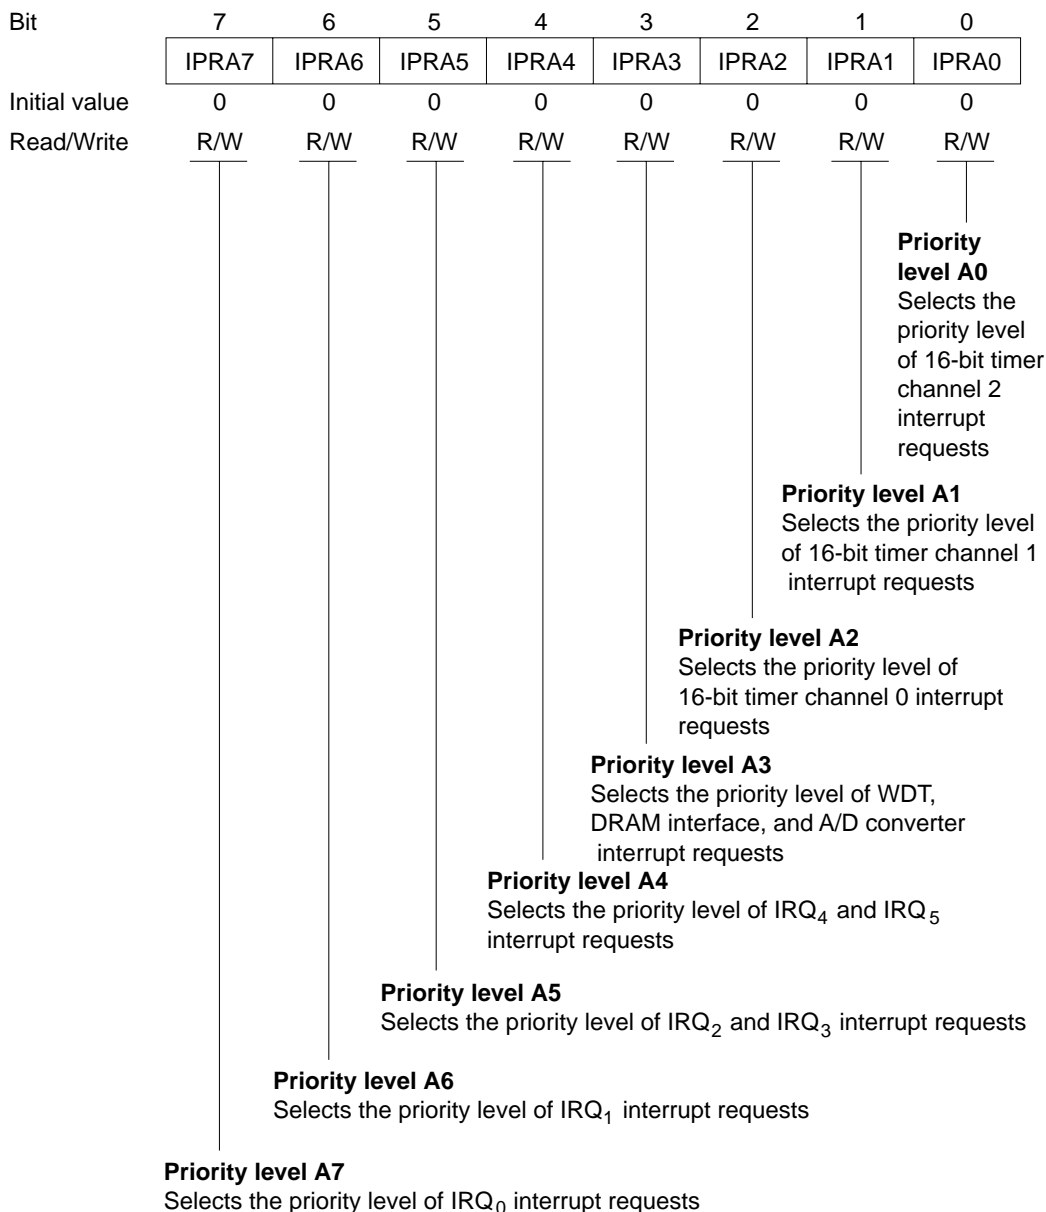 Bit 7 6 5 4 3 2 1 0
IPRA7 IPRA6 IPRA5 IPRA4 IPRA3 IPRA2 IPRA1 IPRA0
Initial value 0 0 0 0 0 0 0 0
Read/Write R/W R/W R/W R/W R/W R/W R/W R/W
Priority
level A0
Selects the
priority level
of 16-bit timer
channel 2
interrupt
requests
Priority level A1
Selects the priority level
of 16-bit timer channel 1
interrupt requests
Priority level A2
Selects the priority level of
16-bit timer channel 0 interrupt
requests
Priority level A3
Selects the priority level of WDT,
DRAM interface, and A/D converter
interrupt requests
Priority level A4
Selects the priority level of IRQ4 and IRQ5
interrupt requests
Priority level A5
Selects the priority level of IRQ2 and IRQ3 interrupt requests
Priority level A6
Selects the priority level of IRQ1 interrupt requests
Priority level A7
Selects the priority level of IRQ0 interrupt requests